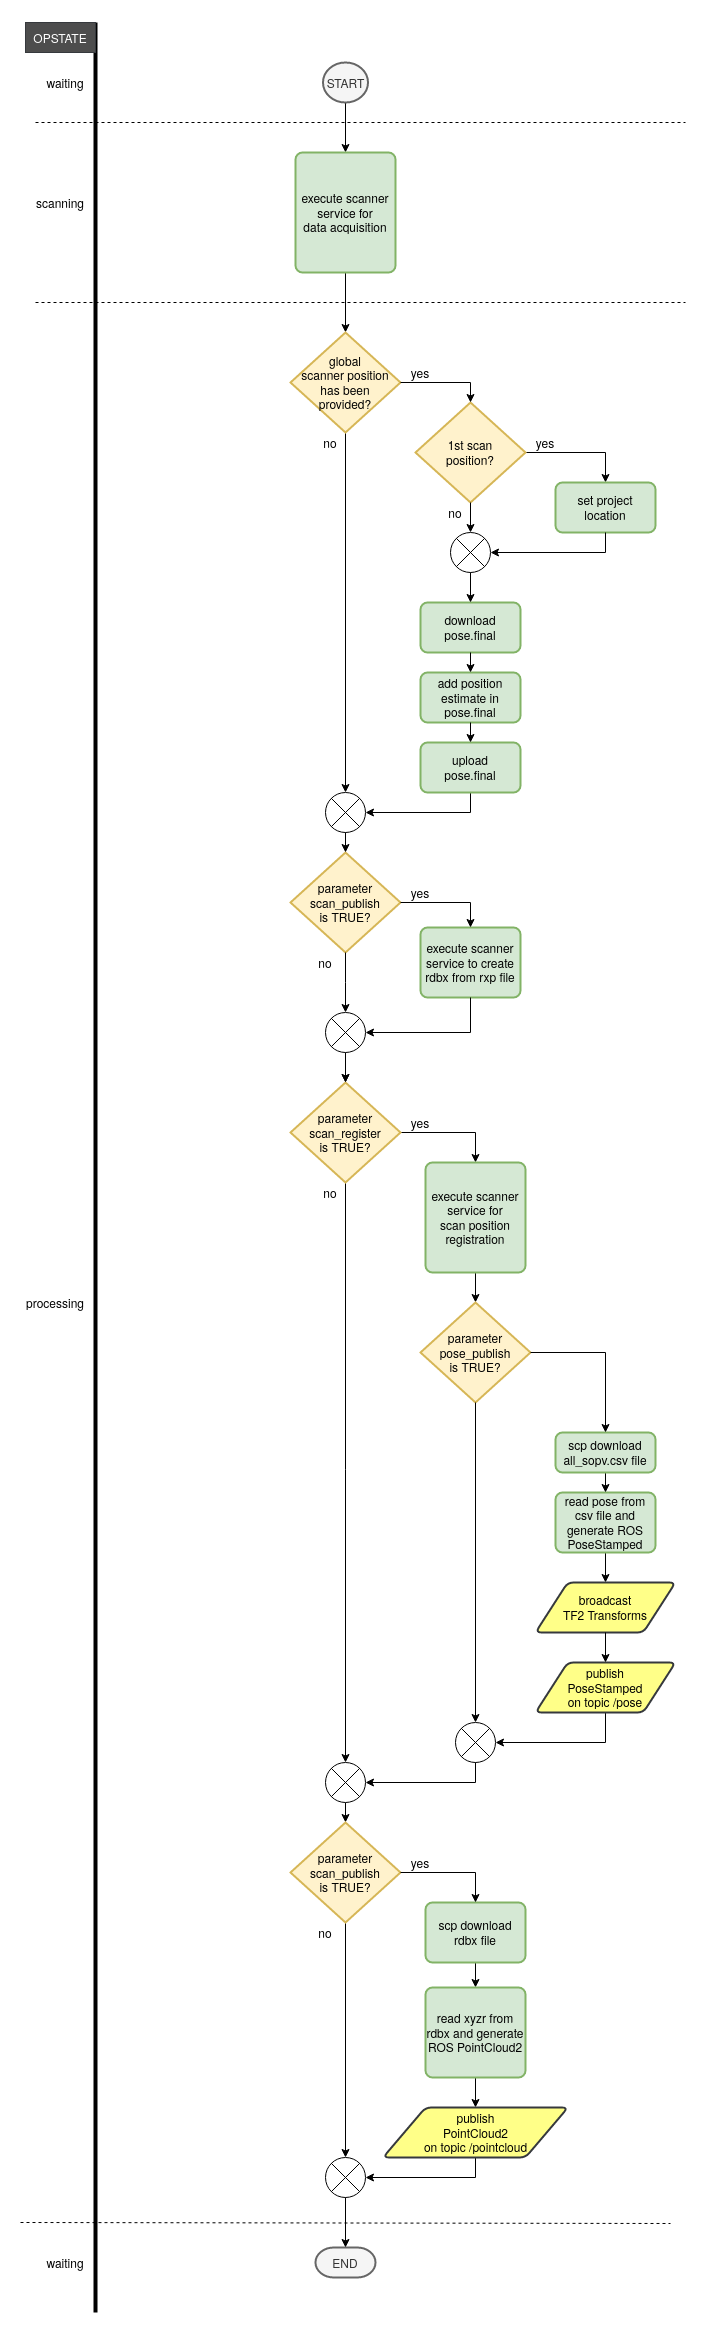 OPSTATE
waiting
START
scanning
execute scanner
service for
data acquisition
global
scanner position
has been
provided?
yes
no
1st scan
position?
yes
no
set project
location
download
pose.final
add position
estimate in
pose.final
upload
pose.final
parameter
scan_publish
is TRUE?
yes
no
execute scanner
service to create
rdbx from rxp file
parameter
scan_register
is TRUE?
yes
no
execute scanner
service for
scan position
registration
processing
parameter
pose_publish
is TRUE?
scp download
all_sopv.csv file
read pose from
csv file and
generate ROS
PoseStamped
broadcast
TF2 Transforms
publish
PoseStamped
on topic /pose
parameter
scan_publish
is TRUE?
yes
no
scp download
rdbx file
read xyzr from
rdbx and generate
ROS PointCloud2
publish
PointCloud2
on topic /pointcloud
waiting
END